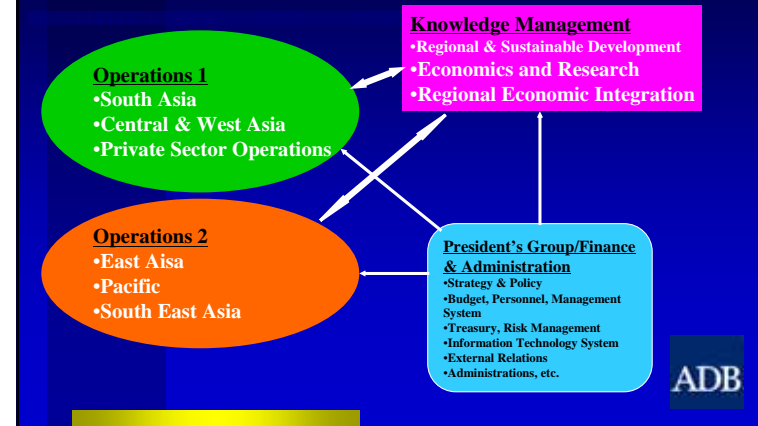 Knowledge Management
•Regional & Sustainable Development
•Economics and Research
•Regional Economic Integration
Operations 1
•South Asia
•Central & West Asia
•Private Sector Operations
Operations 2
•East Aisa
•Pacific
•South East Asia
President's Group/Finance
& Administration
•Strategy & Policy
•Budget, Personnel, Management
System
•Treasury, Risk Management
•Information Technology System
•External Relations
•Administrations, etc.
ADB